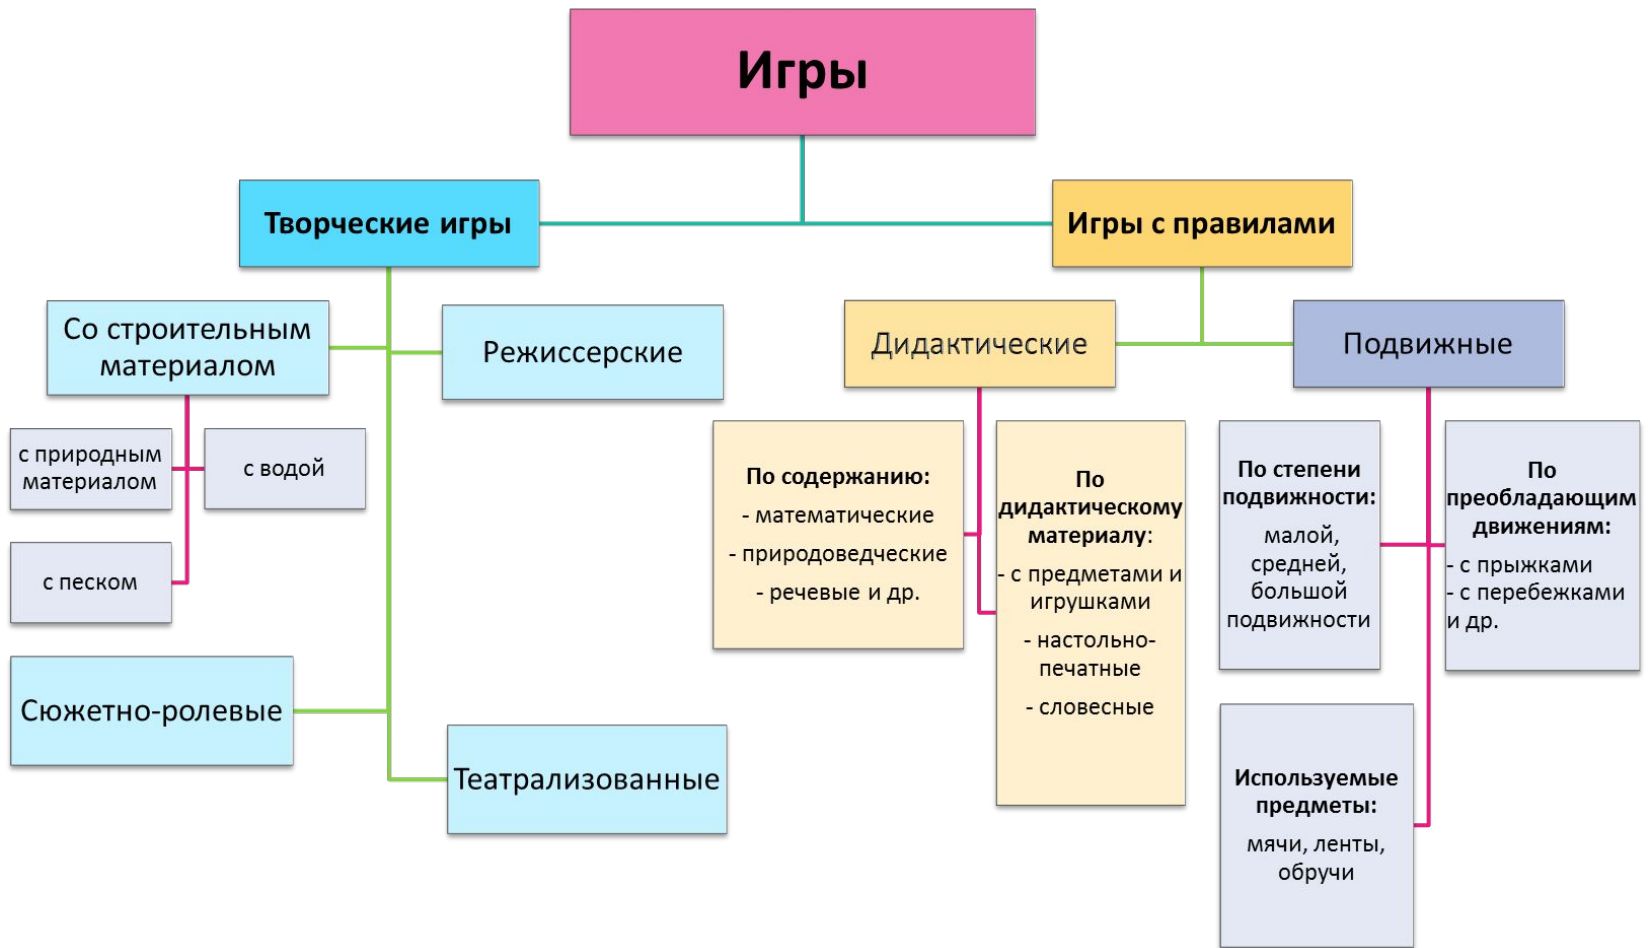 Игры
Творческие игры
Игры с правилами
Со строительным
материалом
Режиссерские
Дидактические
Подвижные
с природным
материалом
с водой
с песком
Сюжетно-ролевые
Театрализованные
По содержанию:
- математические
- природоведческие
- речевые и др.
По
дидактическому
материалу:
- с предметами и
игрушками
- настольно-
печатные
- словесные
По степени
подвижности:
малой,
средней,
большой
подвижности
По
преобладающим
движениям:
- с прыжками
- с перебежками
и др.
Используемые
предметы:
мячи, ленты,
обручи